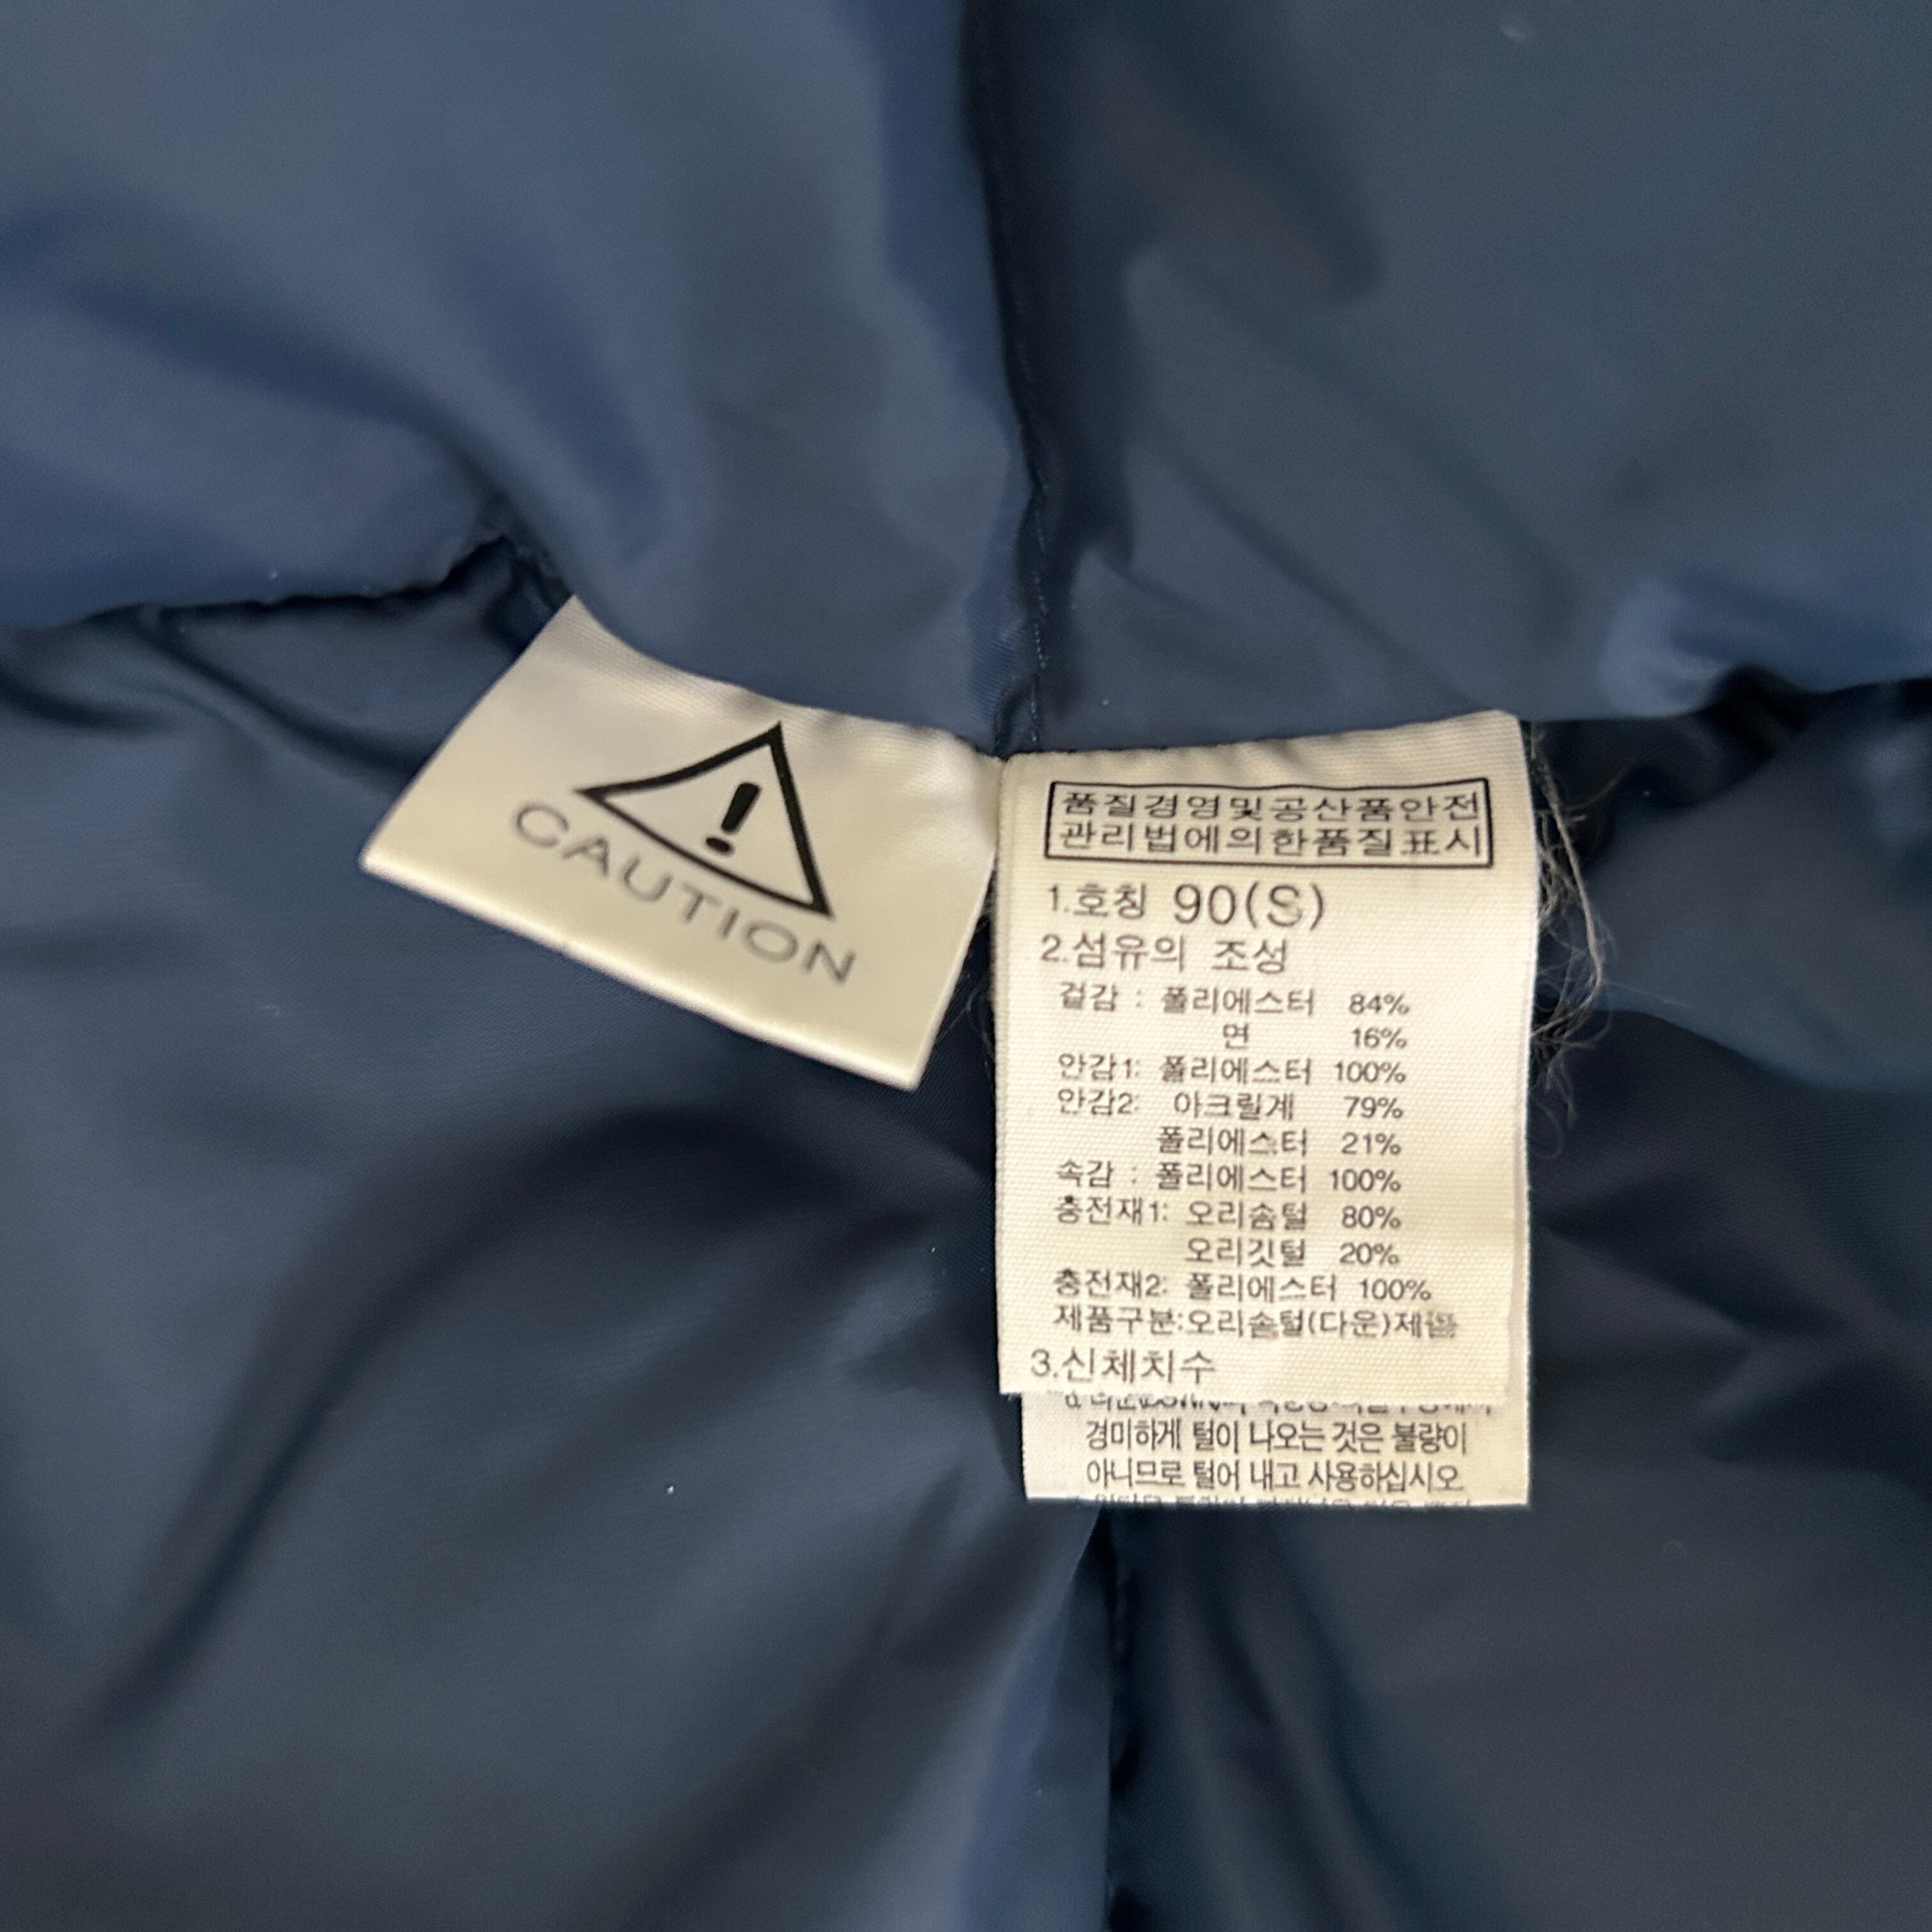 CAUTION
품질경영및공산품안전
관리법에의한품질표시
1.호칭 90(S)
2.섬유의 조성
겉감 : 폴리에스터 84%
면 16%
안감1: 폴리에스터 100%
안감2: 아크릴계 79%
폴리에스터 21%
속감 : 폴리에스터 100%
충전재1: 오리솜털 80%
오리깃털 20%
충전재2: 폴리에스터 100%
제품구분:오리솜털(다운)제품
3.신체치수
경미하게 털이 나오는 것은 불량이
아니므로 털어 내고 사용하십시오